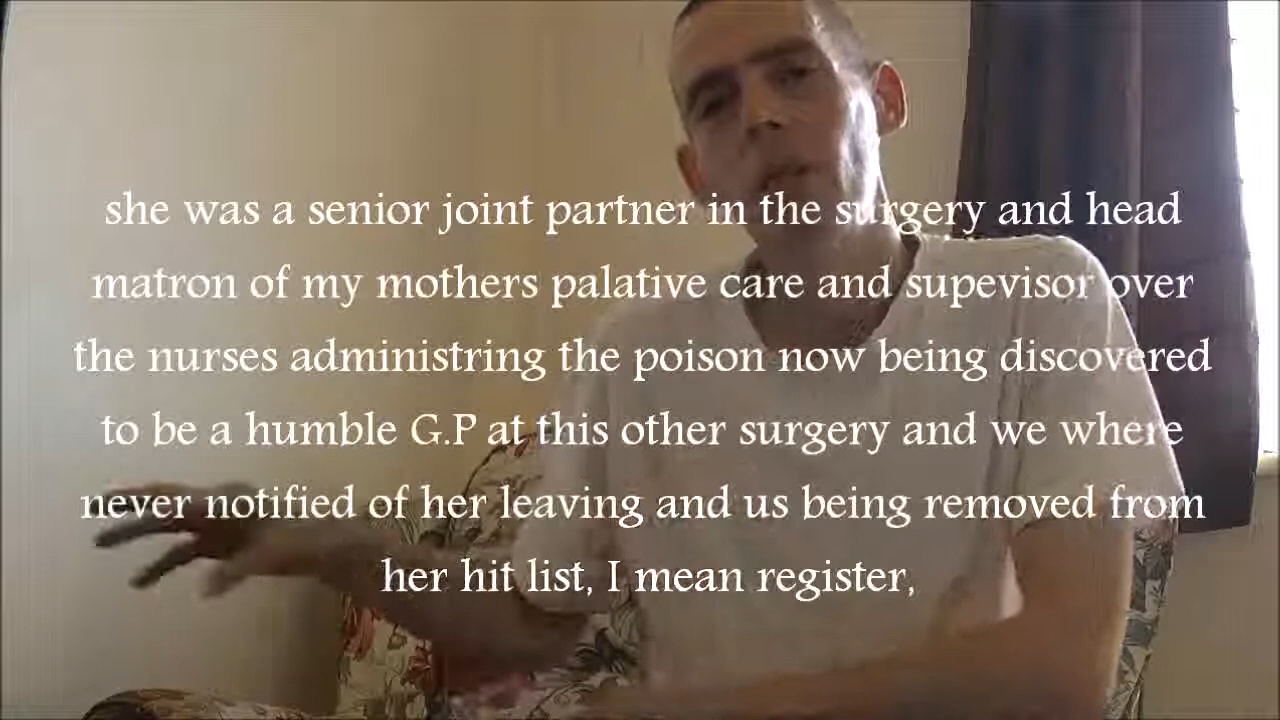 she was a senior joint partner in the surgery and head
matron of my mothers palative care and supevisor over
the nurses administring the poison now being discovered
to be a humble G.P at this other surgery and we where
never notified of her leaving and us being removed from
her hit list, I mean register,